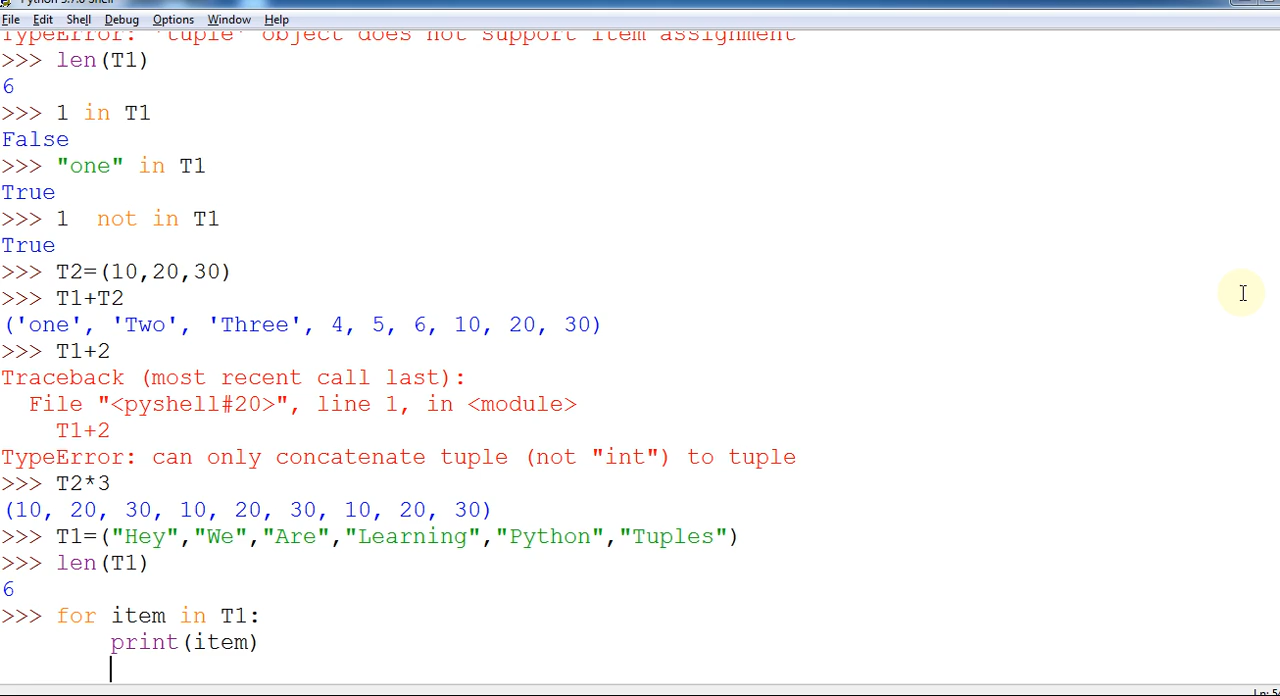 Python 3.7.0 Shell
File Edit Shell Debug Options Window Help
TypeError: 'tuple' object does not support item assignment
>>> len(T1)
6
>>> 1 in T1
False
>>> "one" in T1
True
>>> 1  not in T1
True
>>> T2=(10,20,30)
>>> T1+T2
('one', 'Two', 'Three', 4, 5, 6, 10, 20, 30)
>>> T1+2
Traceback (most recent call last):
  File "<pyshell#20>", line 1, in <module>
    T1+2
TypeError: can only concatenate tuple (not "int") to tuple
>>> T2*3
(10, 20, 30, 10, 20, 30, 10, 20, 30)
>>> T1=("Hey","We","Are","Learning","Python","Tuples")
>>> len(T1)
6
>>> for item in T1:
        print(item)
Ln: